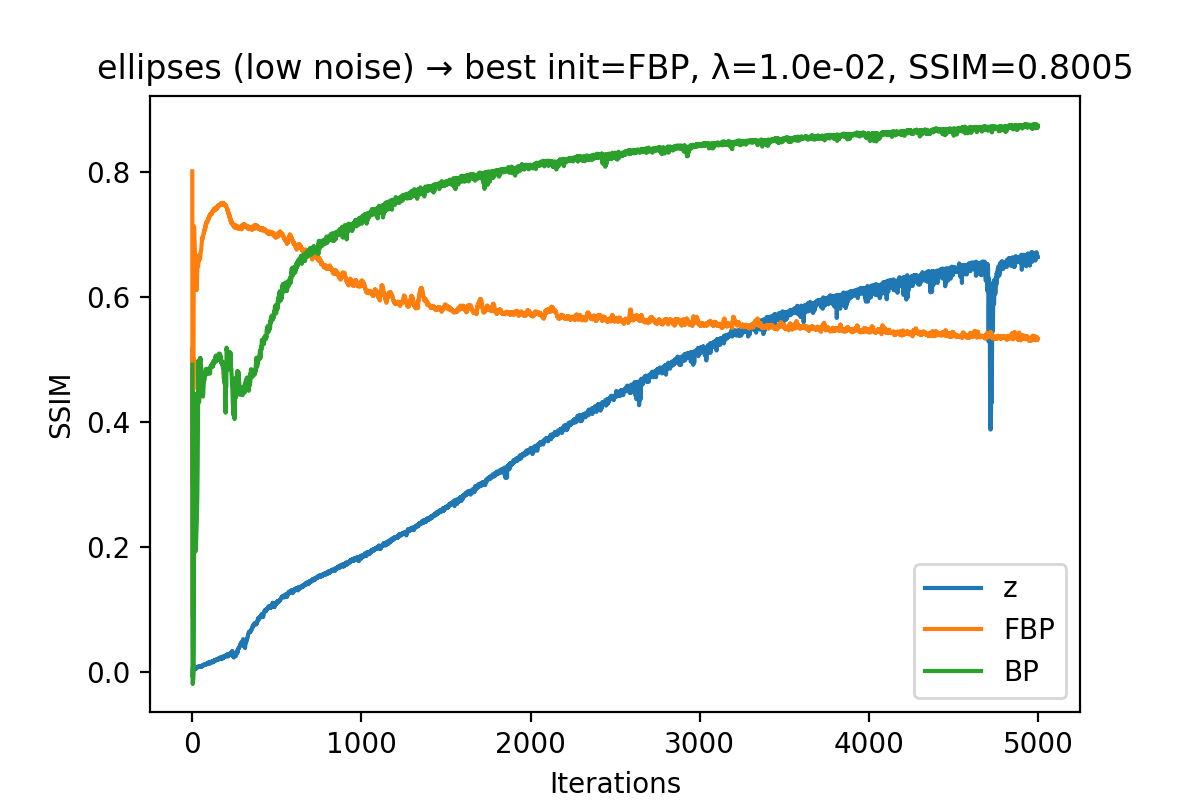 ellipses (low noise) → best init=FBP, λ=1.0e-02, SSIM=0.8005
SSIM
0.8
0.6
0.4
0.2
0.0
z
FBP
BP
0 1000 2000 3000 4000 5000
Iterations